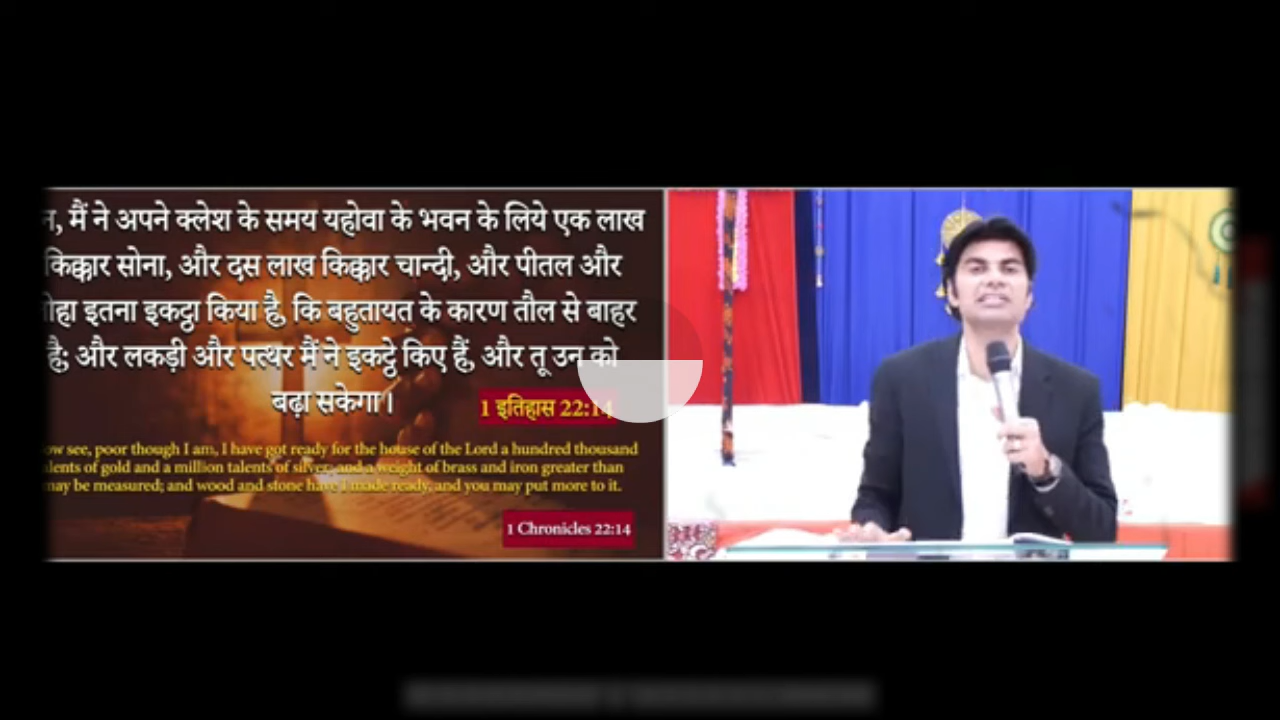 मैं ने अपने क्लेश के समय यहोवा के भवन के लिये एक लाख
किक्कार सोना, और दस लाख किक्कार चान्दी, और पीतल और
इतना इकट्ठा किया है, कि बहुतायत के कारण तौल से बाहर
है; और लकड़ी और पत्थर मैं ने इकट्ठे किए हैं, और तू उन को
बढ़ा सकेगा।
1 इतिहास 22:14
see, poor though I am, I have got ready for the house of the Lord a hundred thousand
of gold and a million talents of silver, and a weight of brass and iron greater than
may be measured; and wood and stone have I made ready, and you may put more to it.
1 Chronicles 22:14